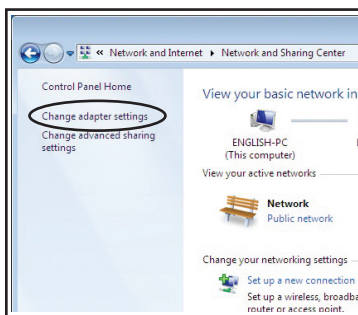 « Network and Internet ▸ Network and Sharing Center
Control Panel Home
Change adapter settings
Change advanced sharing
settings
View your basic network in
ENGLISH-PC
(This computer)
View your active networks
Network
Public network
Change your networking settings
Set up a new connection
Set up a wireless, broadba
router or access point.